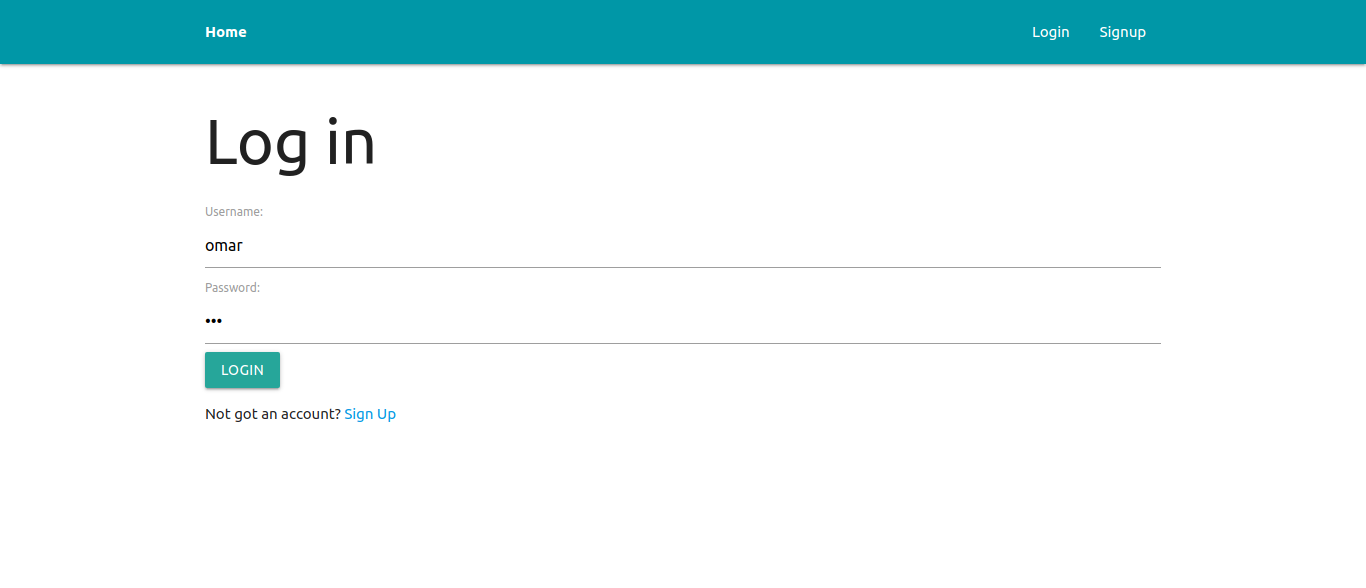 Home Login Signup
Log in
Username:
omar
Password:
•••
LOGIN
Not got an account? Sign Up